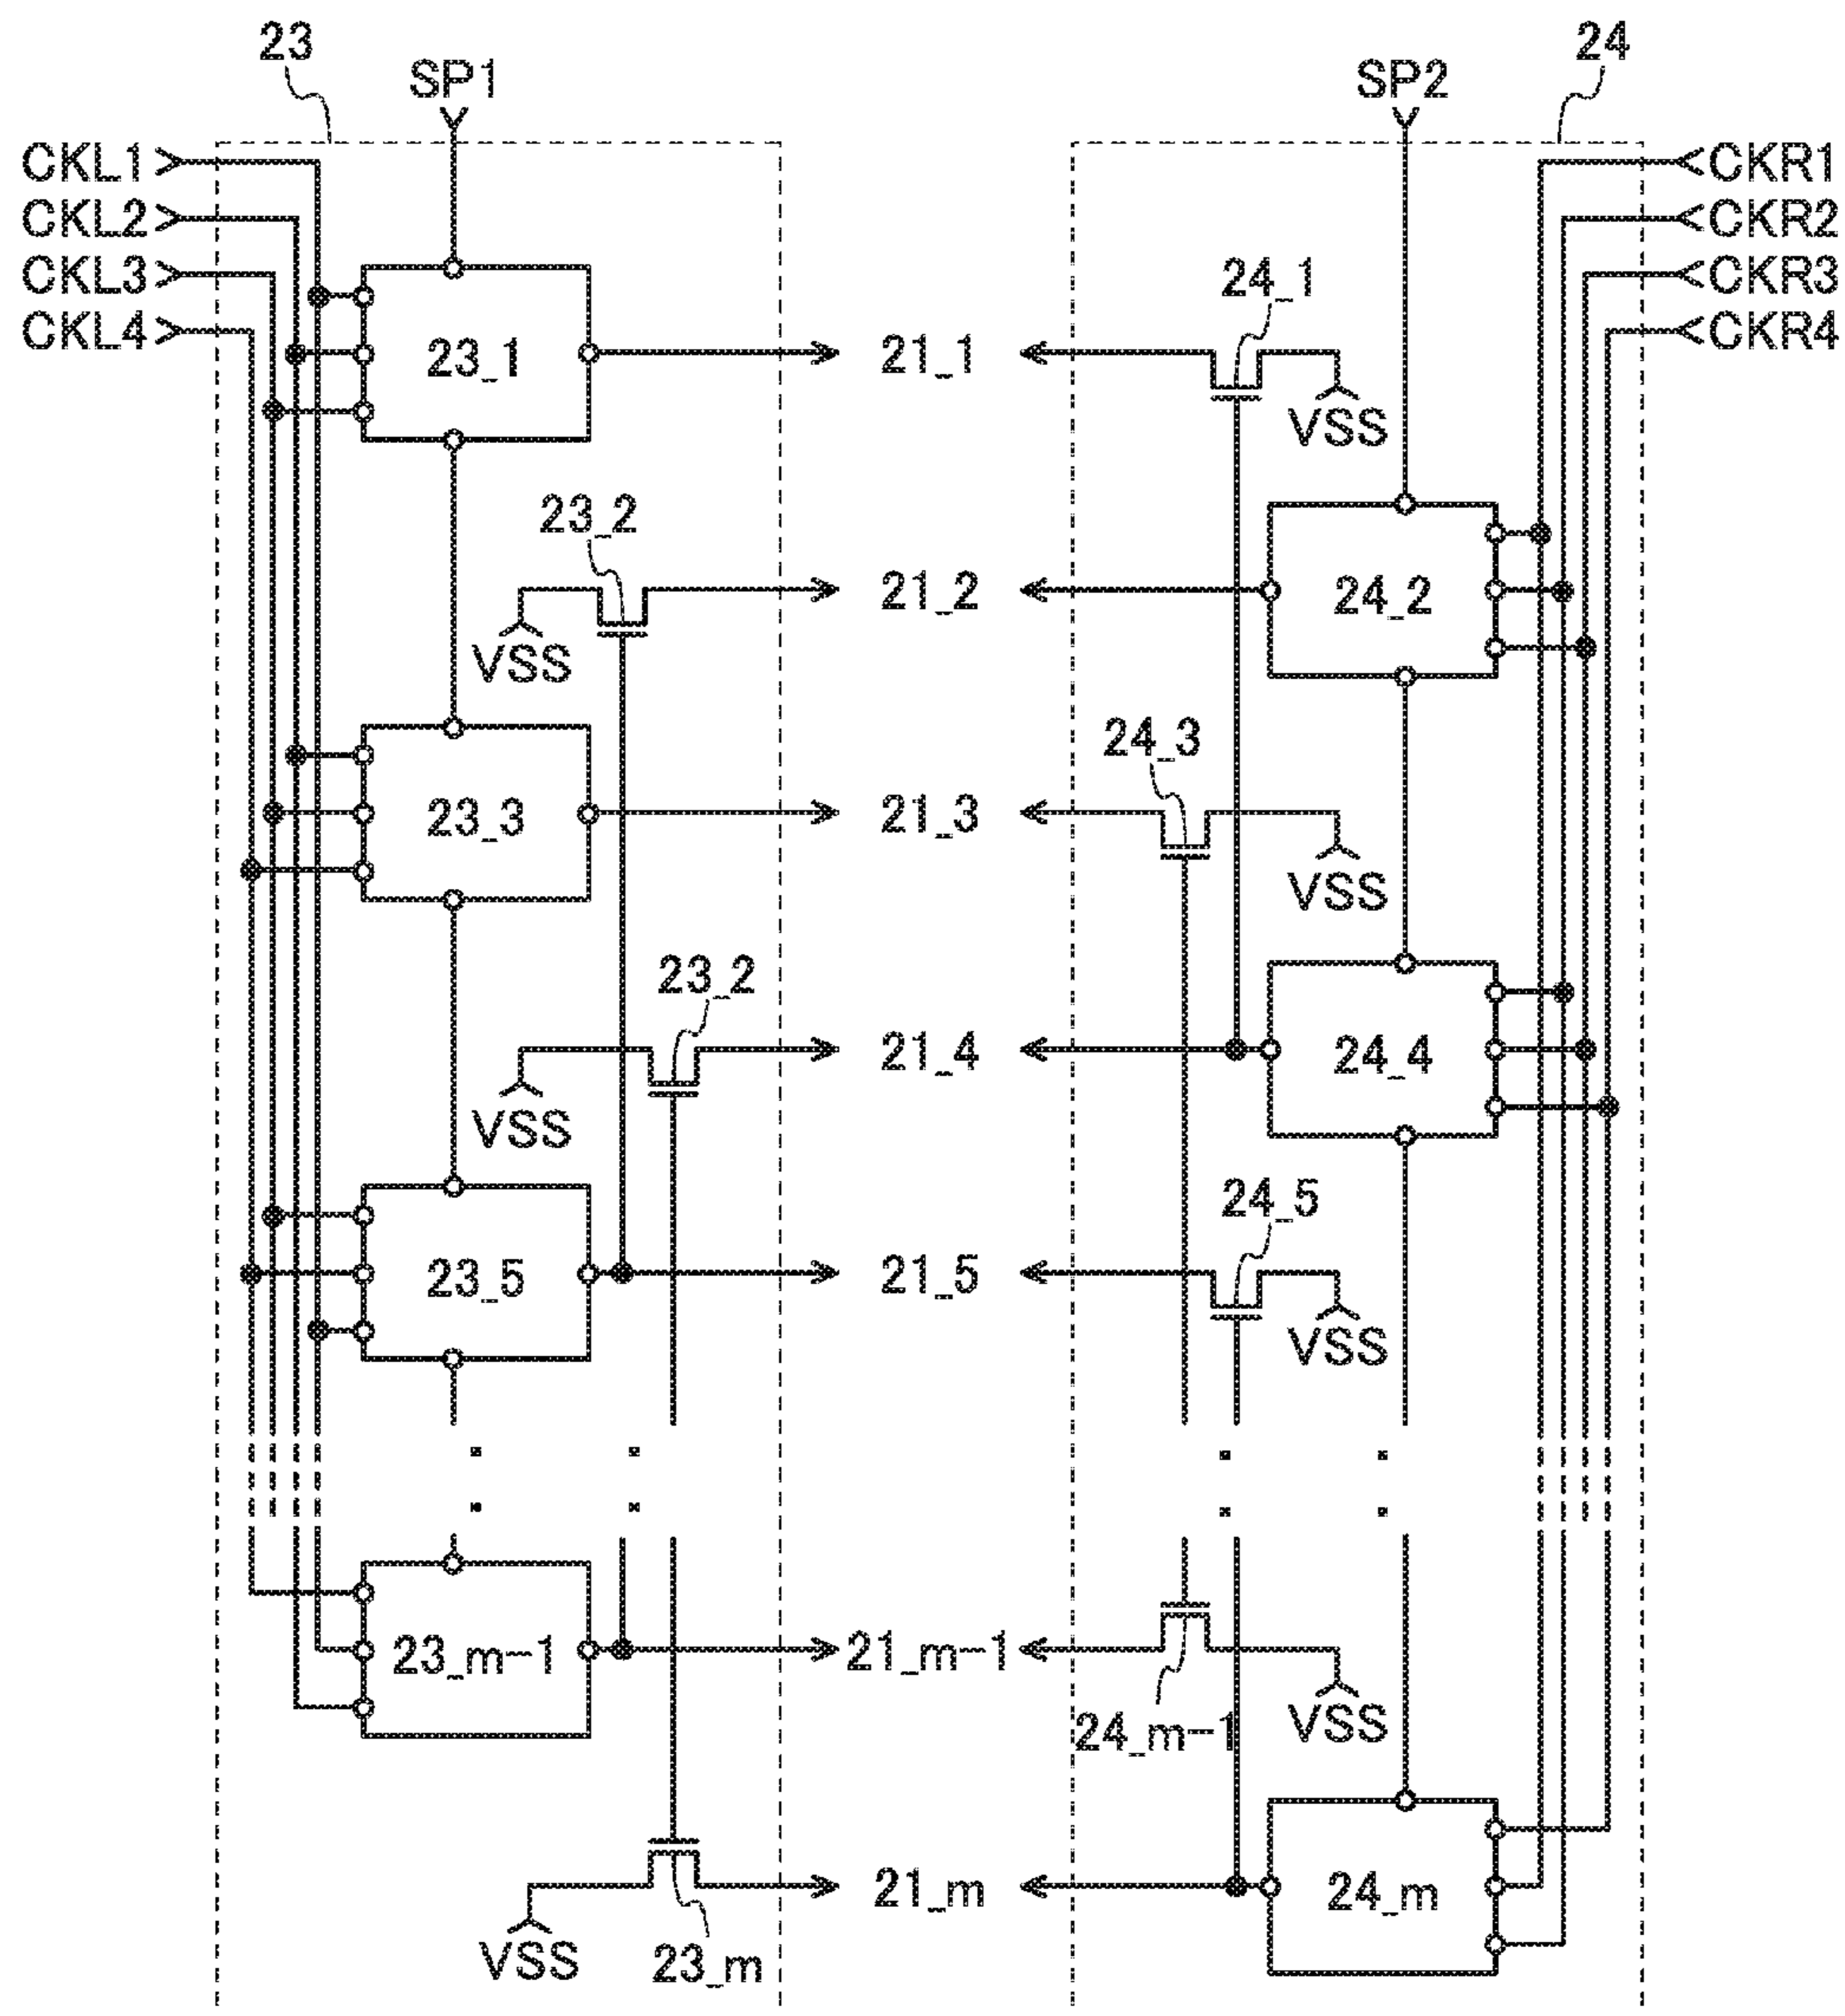 23
SP1
SP2
24
CKL1
CKR1
CKL2
CKR2
CKL3
24_1
CKR3
CKL4
23_1
21_1
CKR4
VSS
23_2
21_2
24_2
VSS
24_3
23_3
21_3
VSS
23_2
21_4
24_4
VSS
24_5
23_5
21_5
VSS
23_m-1
21_m-1
24_m-1
VSS
21_m
24_m
VSS
23_m